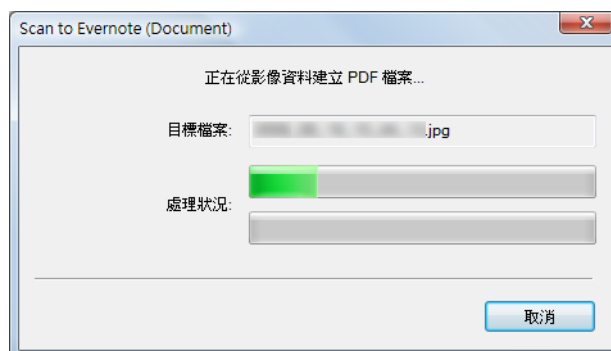 Scan to Evernote (Document)
正在從影像資料建立 PDF 檔案...
目標檔案: .jpg
處理狀況:
取消